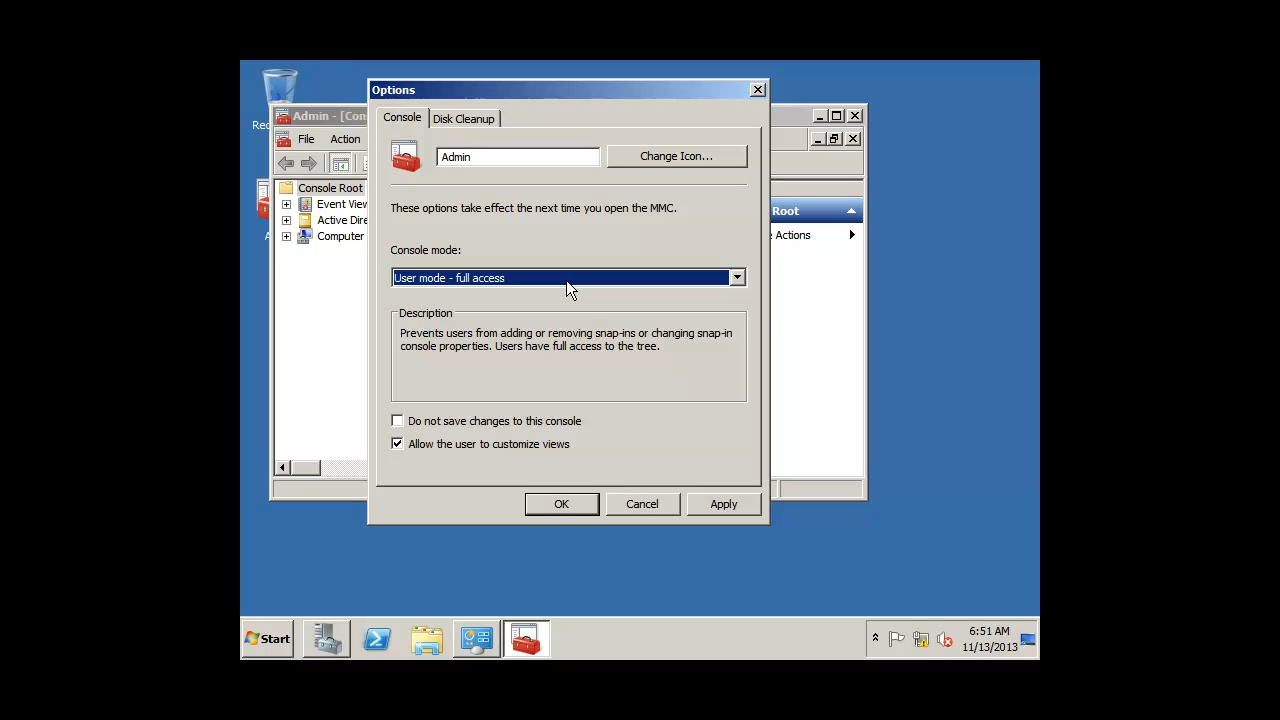 Options
Admin - [Con
File Action
Console Root
Event View
Active Dire
Computer
Console Disk Cleanup
Admin
Change Icon...
These options take effect the next time you open the MMC.
Console mode:
User mode - full access
Description
Prevents users from adding or removing snap-ins or changing snap-in
console properties. Users have full access to the tree.
Do not save changes to this console
Allow the user to customize views
OK Cancel Apply
Root
Actions
Start
6:51 AM
11/13/2013